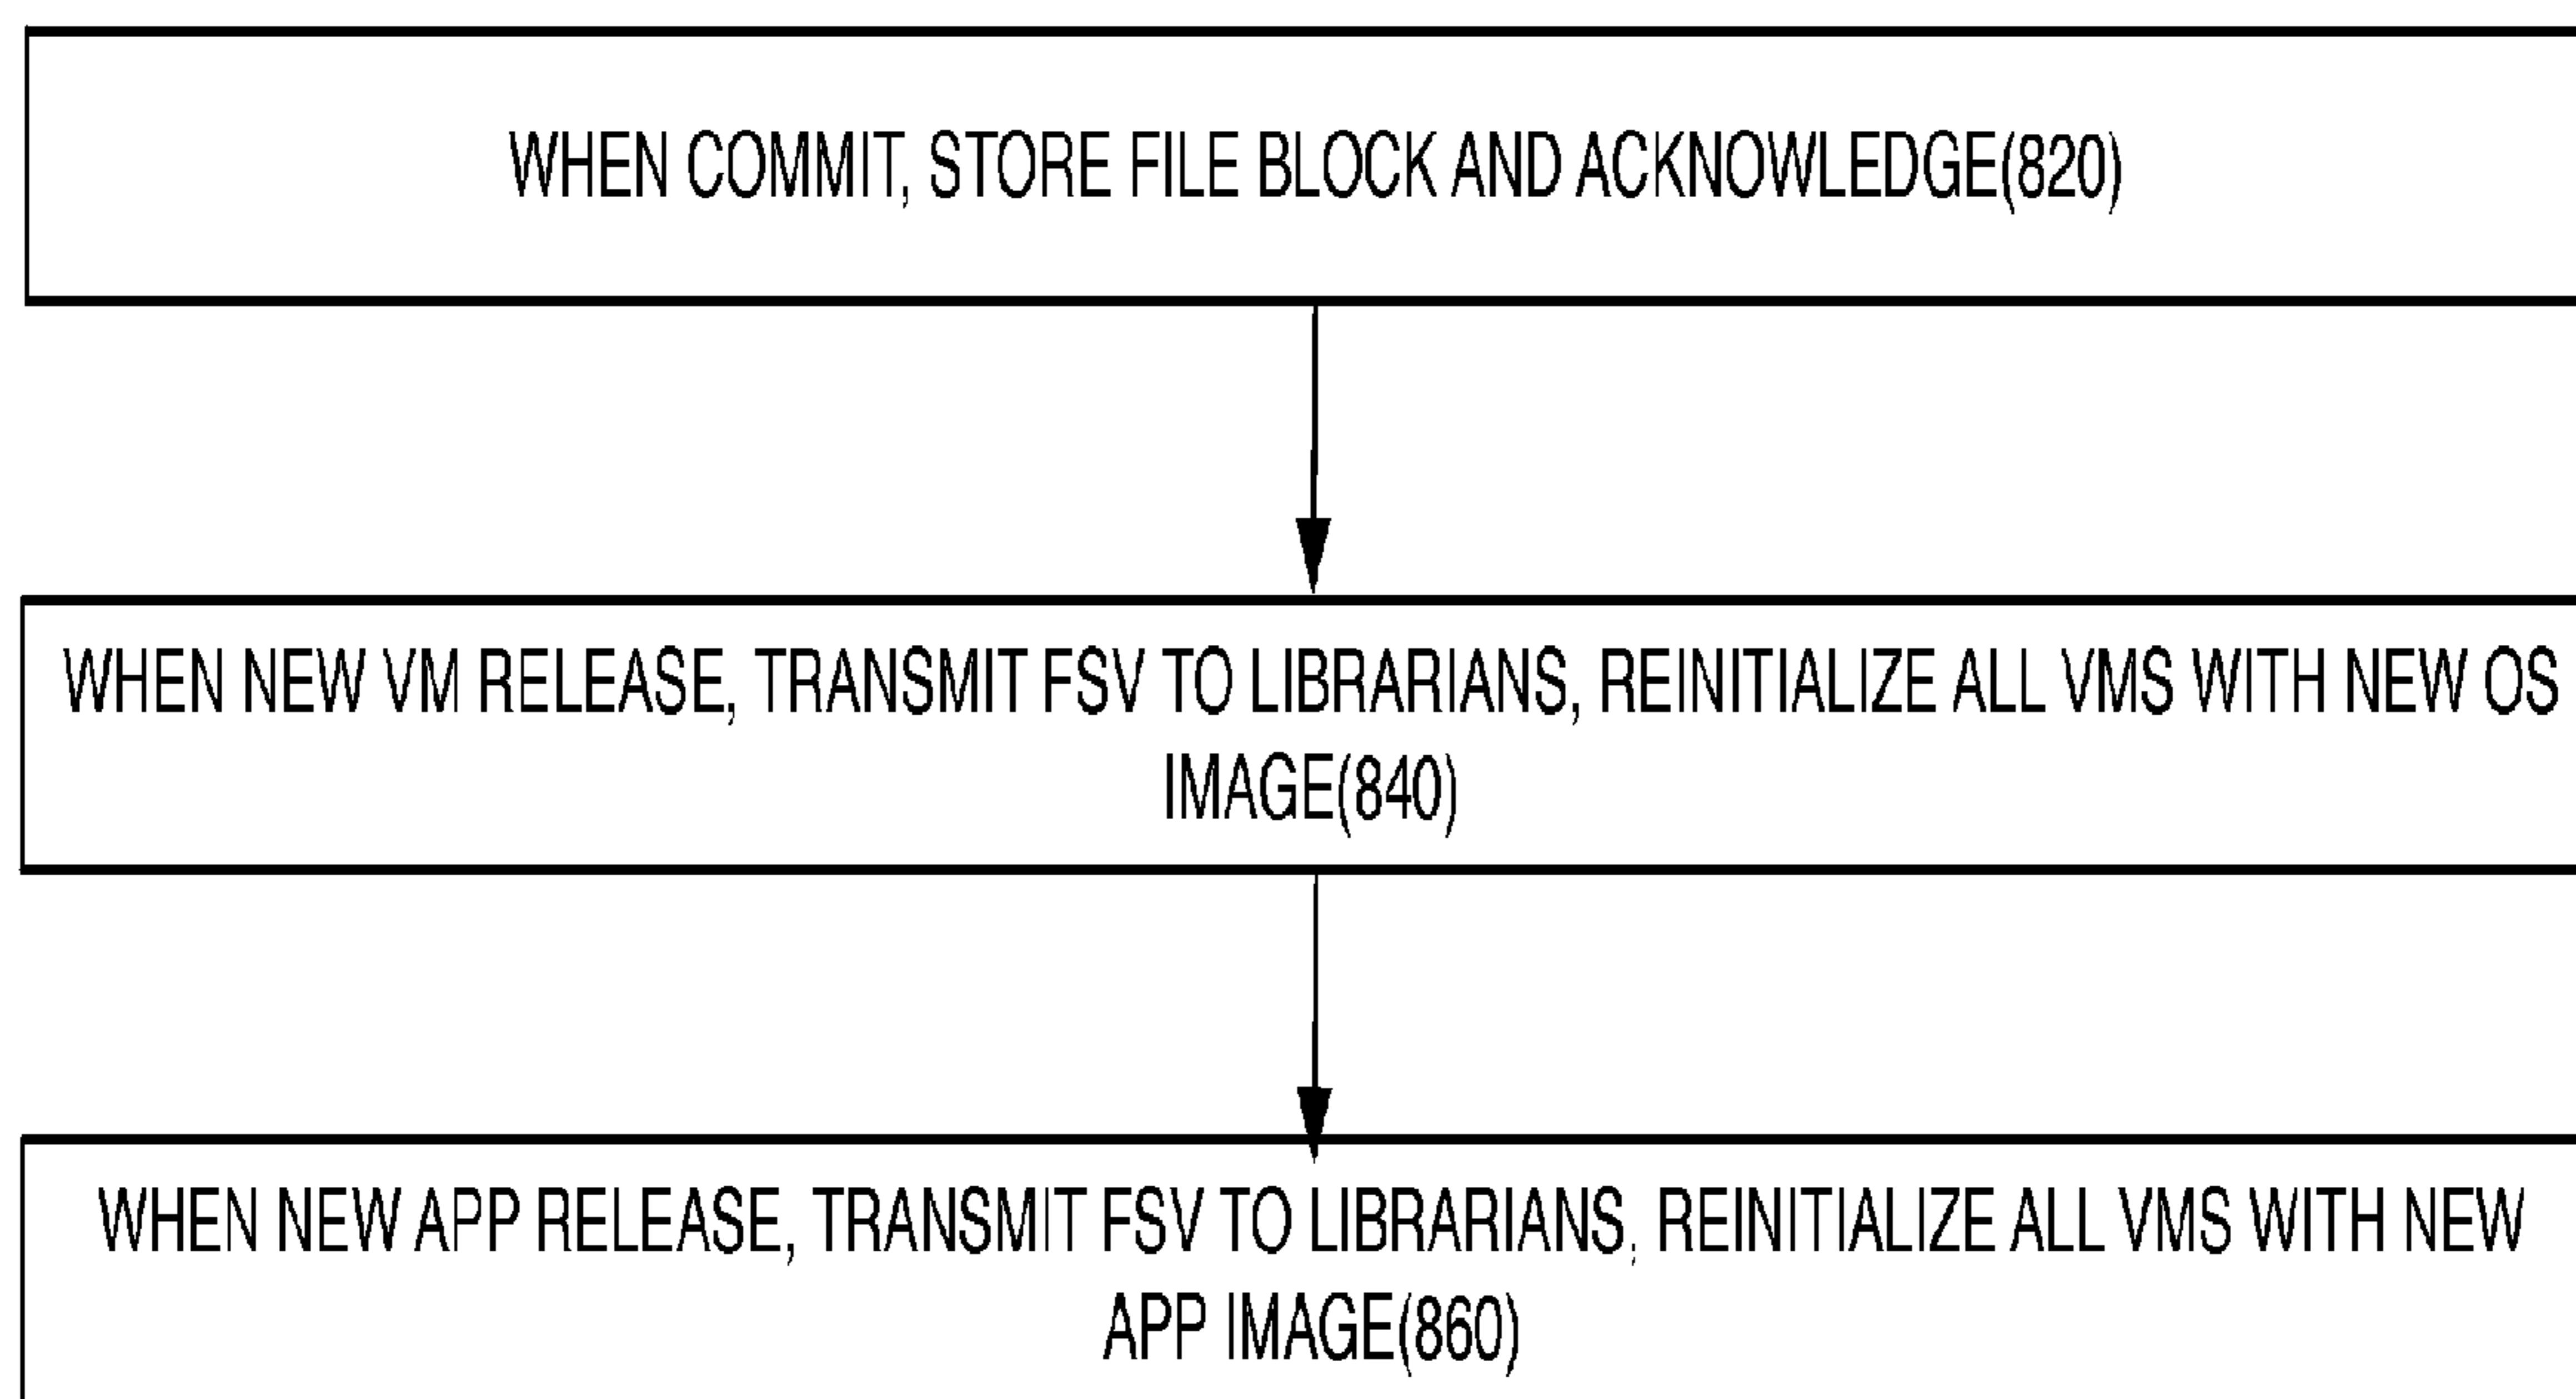 WHEN COMMIT, STORE FILE BLOCK AND ACKNOWLEDGE(820)
WHEN NEW VM RELEASE, TRANSMIT FSV TO LIBRARIANS, REINITIALIZE ALL VMS WITH NEW OS
IMAGE(840)
WHEN NEW APP RELEASE, TRANSMIT FSV TO LIBRARIANS, REINITIALIZE ALL VMS WITH NEW
APP IMAGE(860)